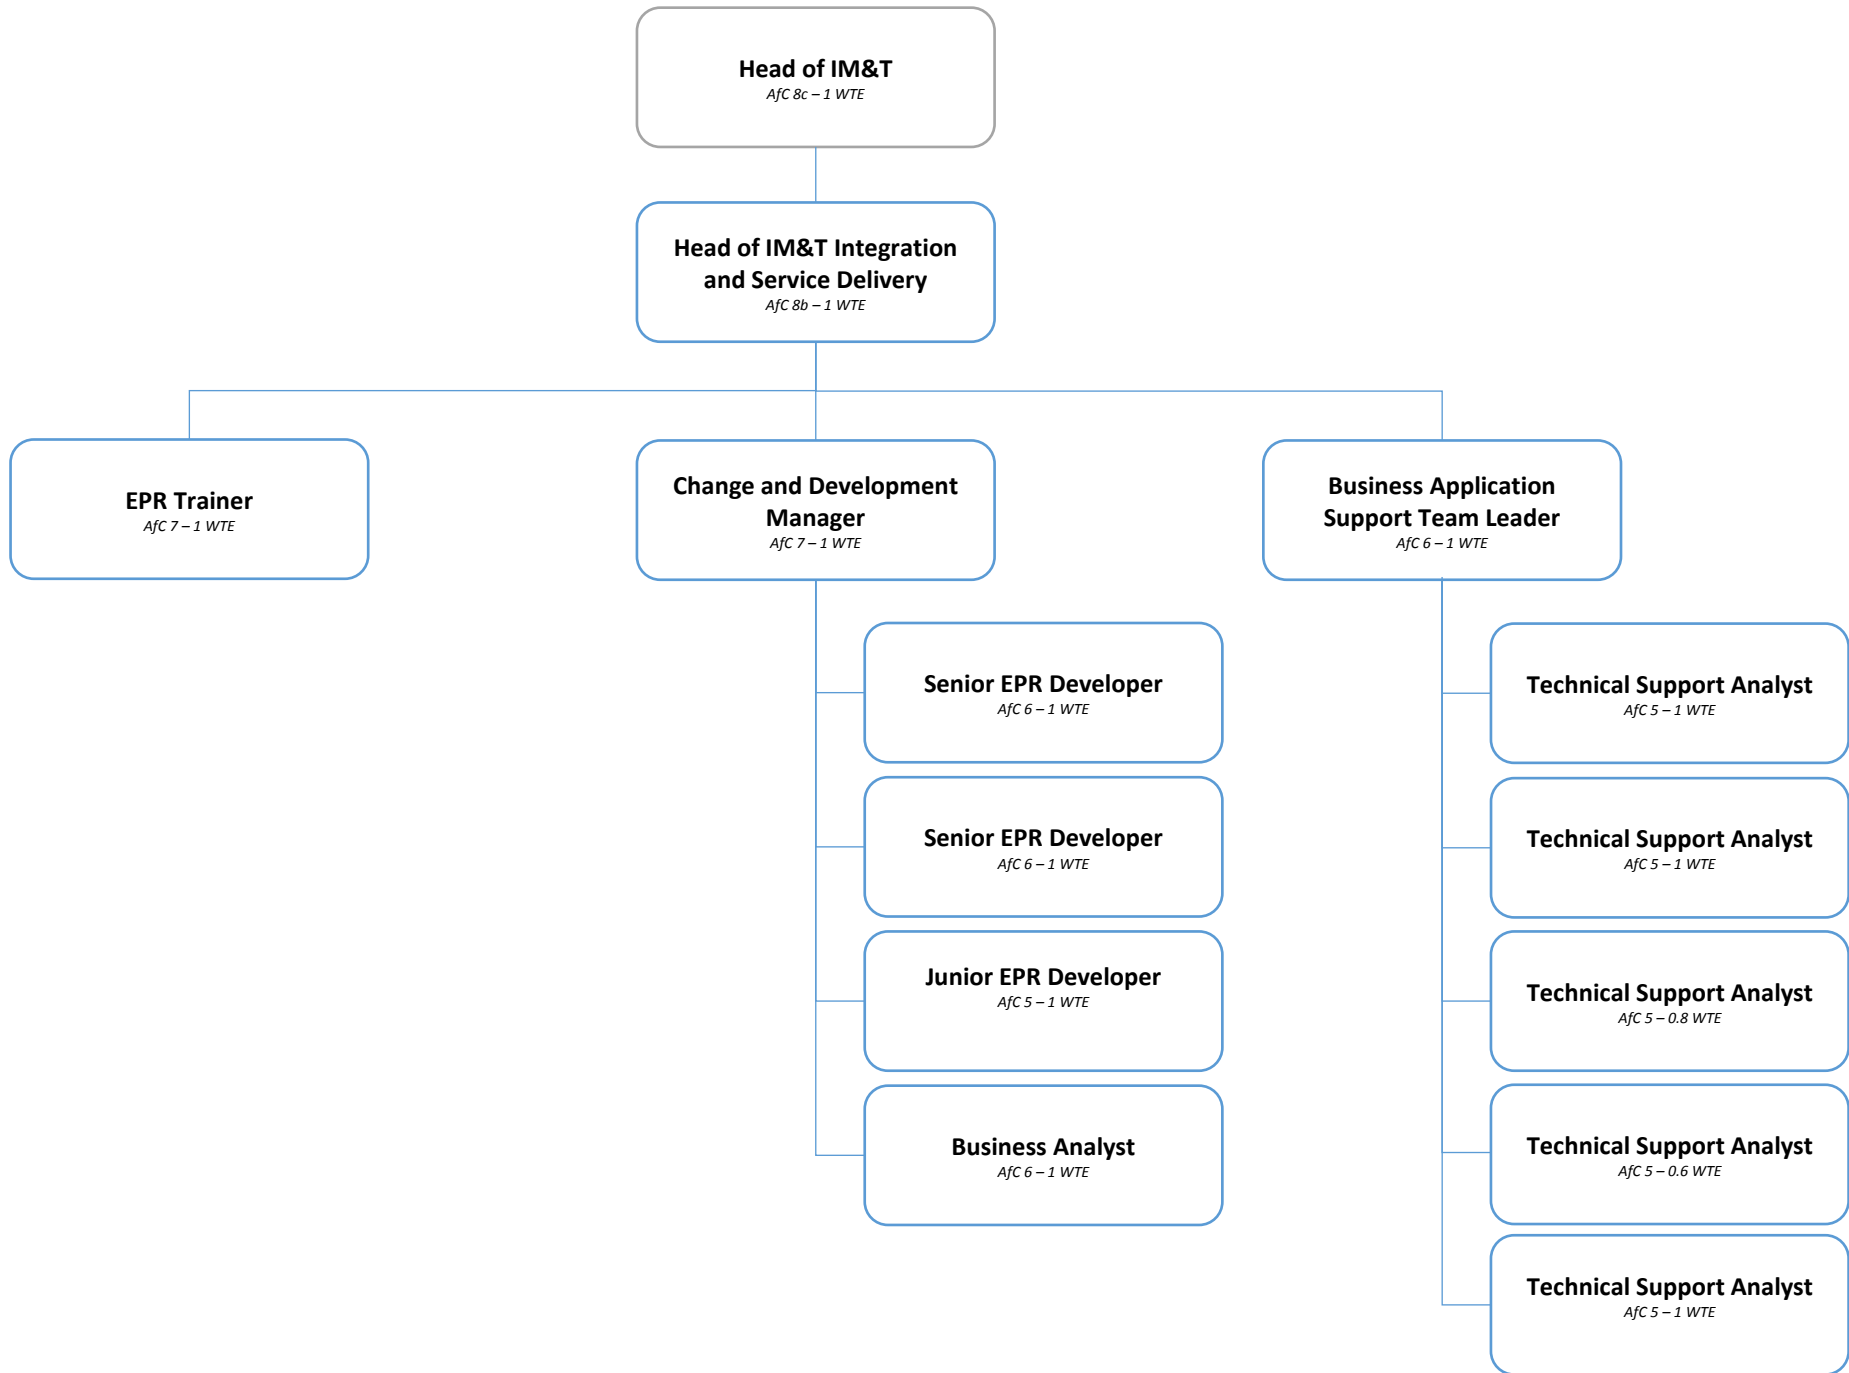 Head of IM&T
AfC 8c – 1 WTE
Head of IM&T Integration
and Service Delivery
AfC 8b – 1 WTE
EPR Trainer
AfC 7 – 1 WTE
Change and Development
Manager
AfC 7 – 1 WTE
Business Application
Support Team Leader
AfC 6 – 1 WTE
Senior EPR Developer
AfC 6 – 1 WTE
Senior EPR Developer
AfC 6 – 1 WTE
Junior EPR Developer
AfC 5 – 1 WTE
Business Analyst
AfC 6 – 1 WTE
Technical Support Analyst
AfC 5 – 1 WTE
Technical Support Analyst
AfC 5 – 1 WTE
Technical Support Analyst
AfC 5 – 0.8 WTE
Technical Support Analyst
AfC 5 – 0.6 WTE
Technical Support Analyst
AfC 5 – 1 WTE